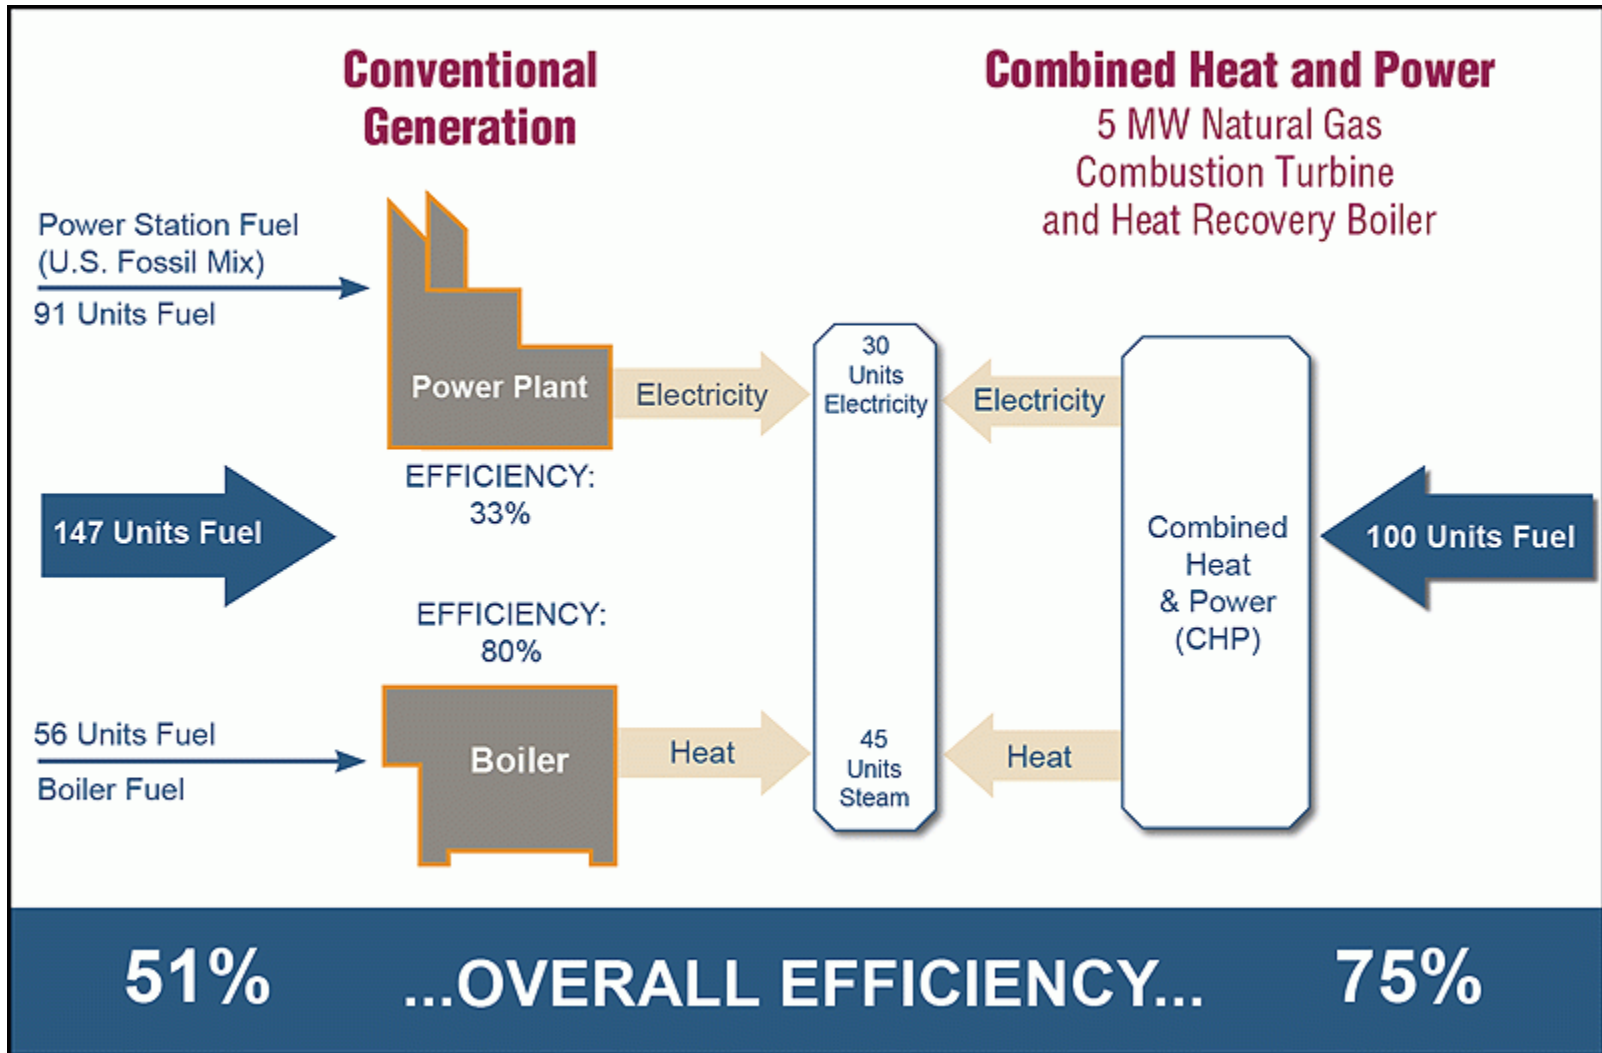 Conventional
Generation
Combined Heat and Power
5 MW Natural Gas
Combustion Turbine
and Heat Recovery Boiler
Power Station Fuel
(U.S. Fossil Mix)
91 Units Fuel
Power Plant
Electricity
30
Units
Electricity
Electricity
EFFICIENCY:
33%
147 Units Fuel
Combined
Heat
& Power
(CHP)
100 Units Fuel
EFFICIENCY:
80%
56 Units Fuel
Boiler Fuel
Boiler
Heat
45
Units
Steam
Heat
51%
...OVERALL EFFICIENCY...
75%